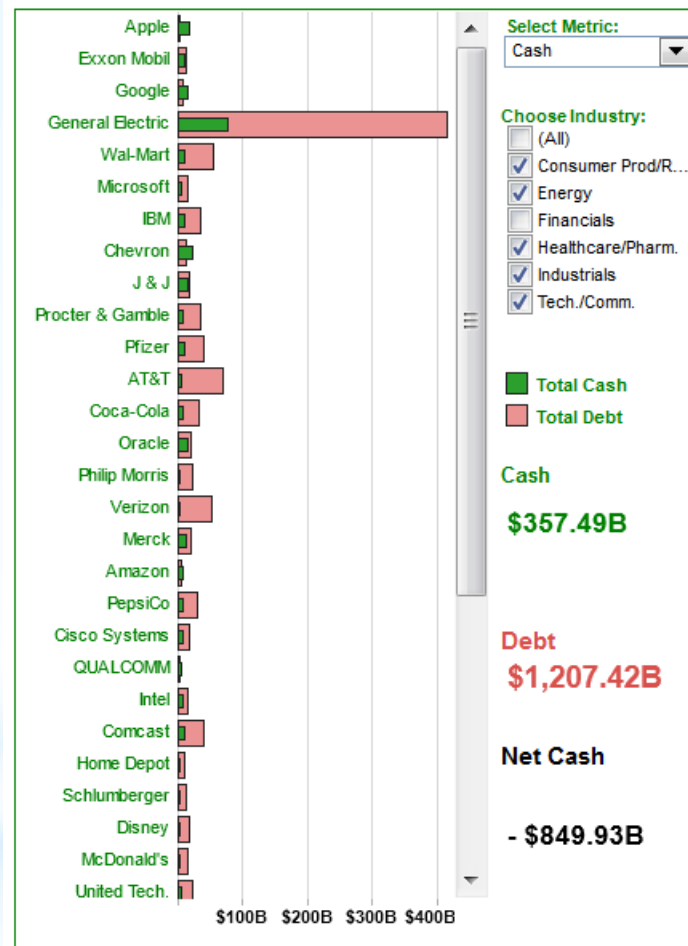 Apple
Exxon Mobil
Google
General Electric
Wal-Mart
Microsoft
IBM
Chevron
J & J
Procter & Gamble
Pfizer
AT&T
Coca-Cola
Oracle
Philip Morris
Verizon
Merck
Amazon
PepsiCo
Cisco Systems
QUALCOMM
Intel
Comcast
Home Depot
Schlumberger
Disney
McDonald's
United Tech.
$100B $200B $300B $400B
Select Metric:
Cash
Choose Industry:
(All)
Consumer Prod/R...
Energy
Financials
Healthcare/Pharm.
Industrials
Tech./Comm.
Total Cash
Total Debt
Cash
$357.49B
Debt
$1,207.42B
Net Cash
- $849.93B